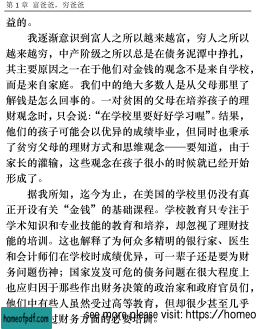 第 1 章 富爸爸，穷爸爸
益的。
我逐渐意识到富人之所以越来越富，穷人之所以
越来越穷，中产阶级之所以总是在债务泥潭中挣扎，
其主要原因之一在于他们对金钱的观念不是来自学校，
而是来自家庭。我们中的绝大多数人是从父母那里了
解钱是怎么回事的。一对贫困的父母在培养孩子的理
财观念时，只会说：“在学校里要好好学习喔”。结果，
他们的孩子可能会以优异的成绩毕业，但同时也秉承
了贫穷父母的理财方式和思维观念——要知道，由于
家长的灌输，这些观念在孩子很小的时候就已经开始
形成了。
据我所知，迄今为止，在美国的学校里仍没有真
正开设有关“金钱”的基础课程。学校教育只专注于
学术知识和专业技能的教育和培养，却忽视了理财技
能的培训。这也解释了为何众多精明的银行家、医生
和会计师们在学校时成绩优异，可一辈子还是要为财
务问题伤神；国家岌岌可危的债务问题在很大程度上
也应归因于那些作出财务决策的政治家和政府官员们，
他们中有些人虽然受过高等教育，但却很少甚至几乎
财务方面的必要培训。
homeofpdf.com
see more please visit: https://homeo